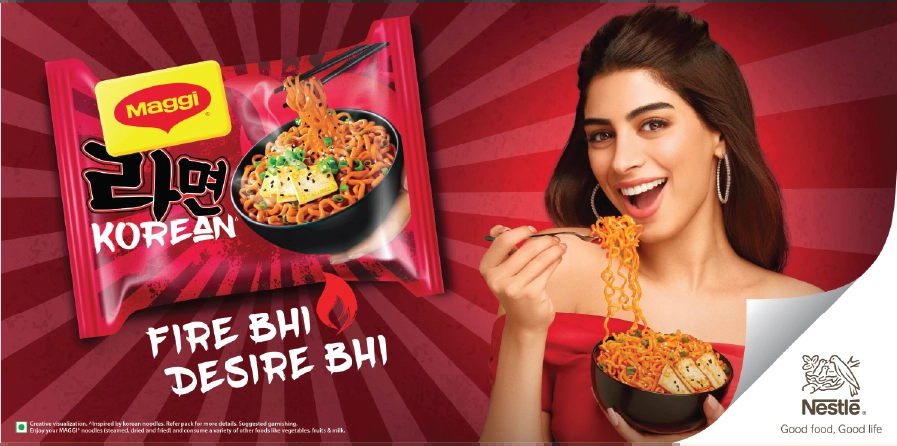 Maggi®
라면
KOREAN^
FIRE BHI
DESIRE BHI
Creative visualization. ^Inspired by korean noodles. Refer pack for more details. Suggested garnishing.
Enjoy your MAGGI® noodles (steamed, dried and fried) and consume a variety of other foods like vegetables, fruits & milk.
Nestlé®
Good food, Good life